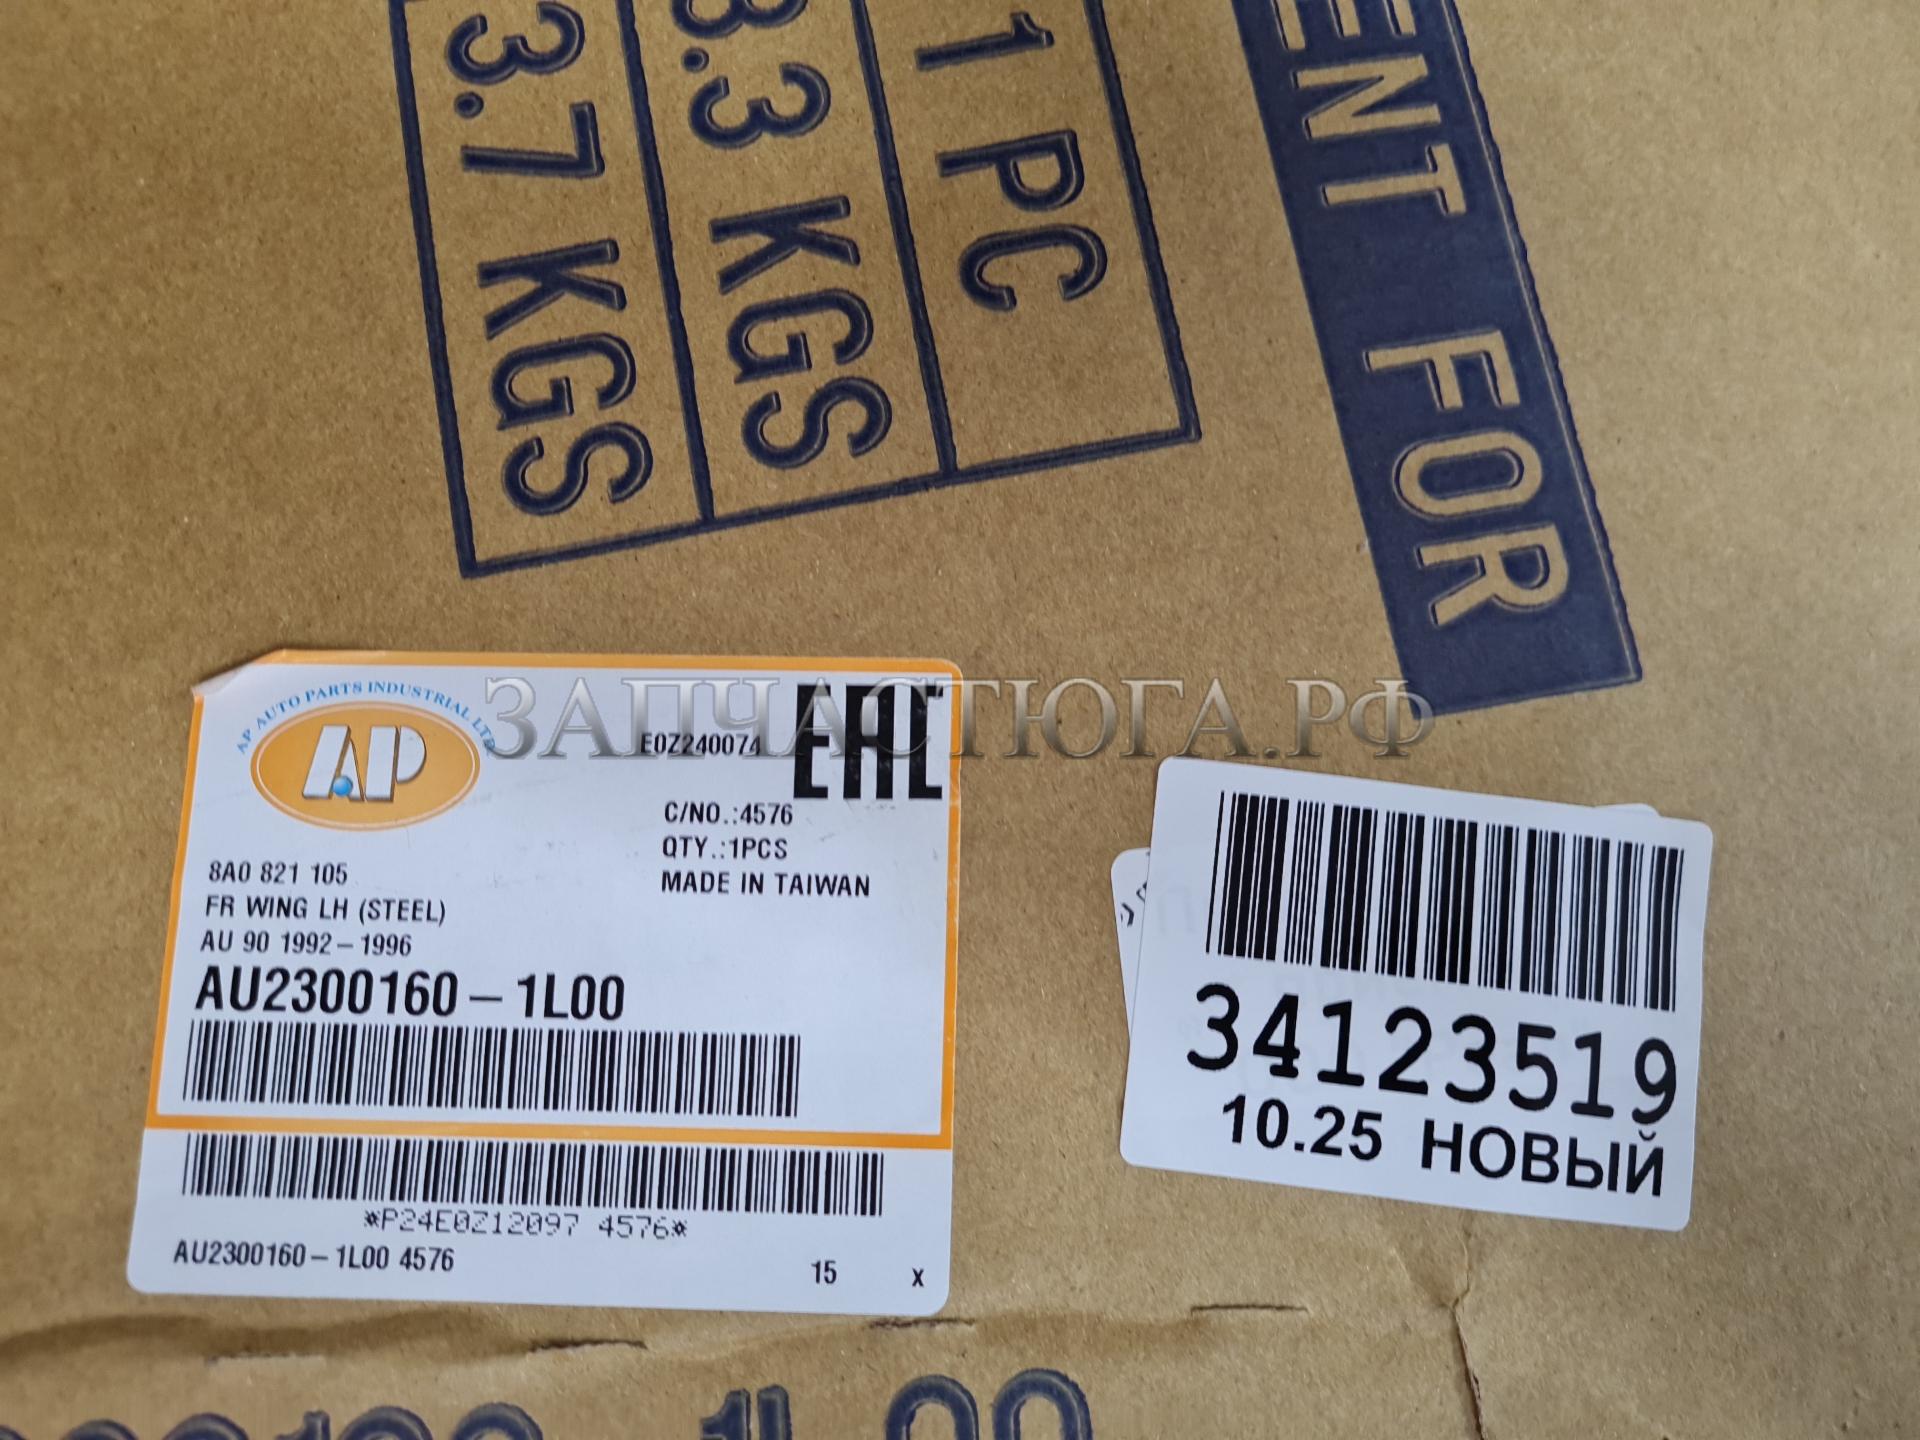 1 PC
3.3 KGS
3.7 KGS
ENT FOR
ЗАПЧАСТЮГА.РФ
AP AUTO PARTS INDUSTRIAL LTD
AP
E0Z240074
EAC
C/NO.:4576
QTY.:1PCS
MADE IN TAIWAN
8A0 821 105
FR WING LH (STEEL)
AU 90 1992-1996
AU2300160-1L00
*P24E0Z12097 4576*
AU2300160-1L00 4576
15 X
34123519
10.25 НОВЫЙ